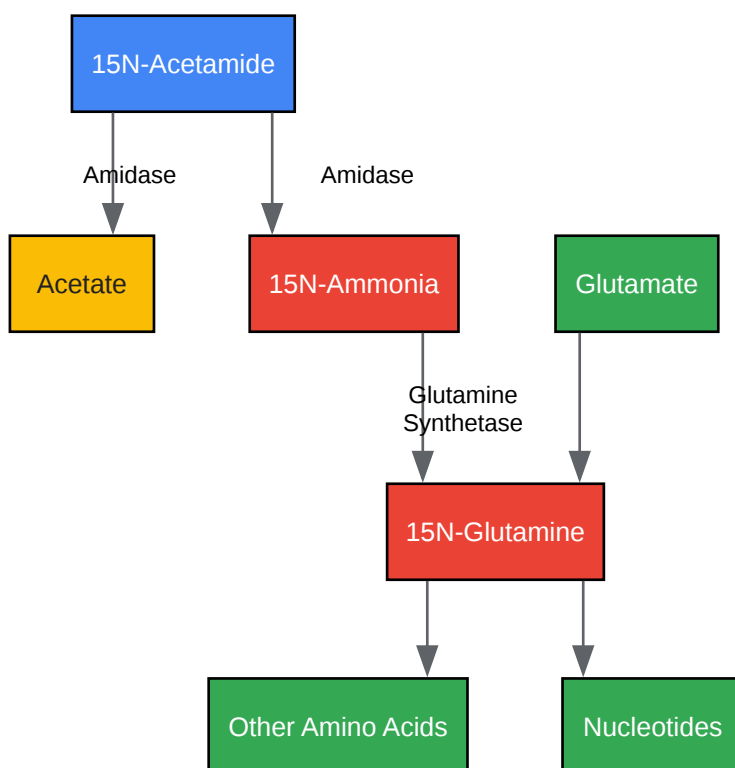 15N-Acetamide
Amidase
Amidase
Acetate
15N-Ammonia
Glutamate
Glutamine
Synthetase
15N-Glutamine
Other Amino Acids
Nucleotides